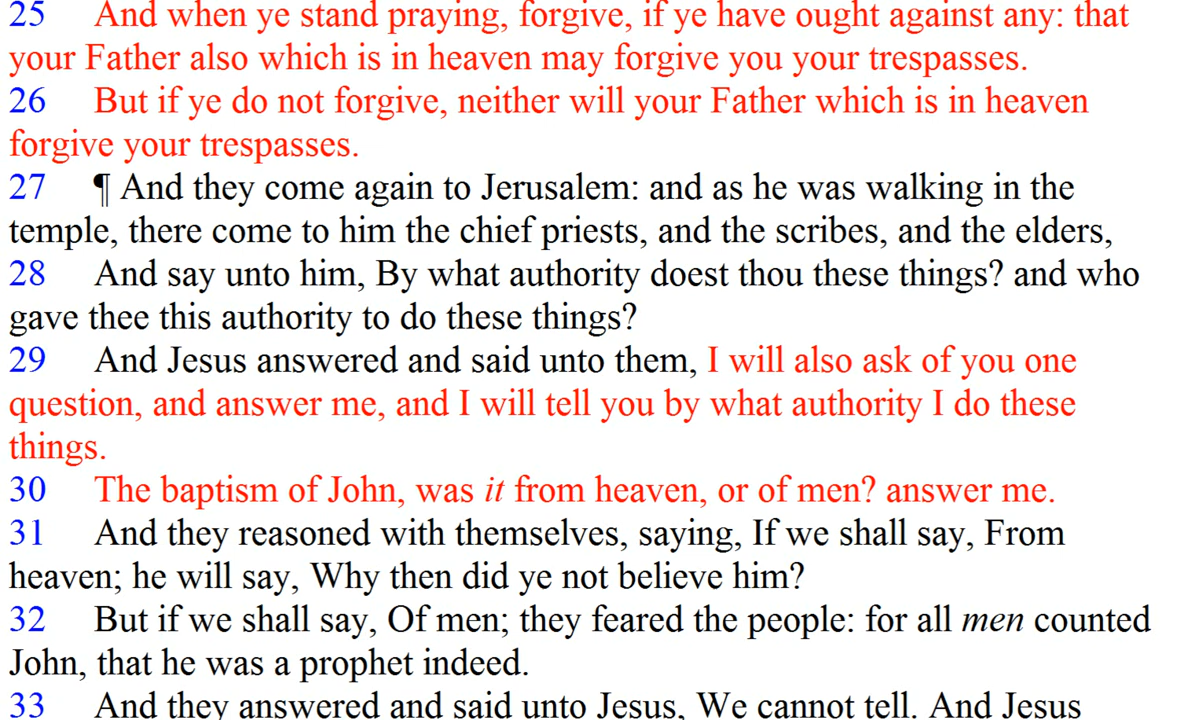 25 And when ye stand praying, forgive, if ye have ought against any: that
your Father also which is in heaven may forgive you your trespasses.
26 But if ye do not forgive, neither will your Father which is in heaven
forgive your trespasses.
27 ¶ And they come again to Jerusalem: and as he was walking in the
temple, there come to him the chief priests, and the scribes, and the elders,
28 And say unto him, By what authority doest thou these things? and who
gave thee this authority to do these things?
29 And Jesus answered and said unto them, I will also ask of you one
question, and answer me, and I will tell you by what authority I do these
things.
30 The baptism of John, was it from heaven, or of men? answer me.
31 And they reasoned with themselves, saying, If we shall say, From
heaven; he will say, Why then did ye not believe him?
32 But if we shall say, Of men; they feared the people: for all men counted
John, that he was a prophet indeed.
33 And they answered and said unto Jesus, We cannot tell. And Jesus